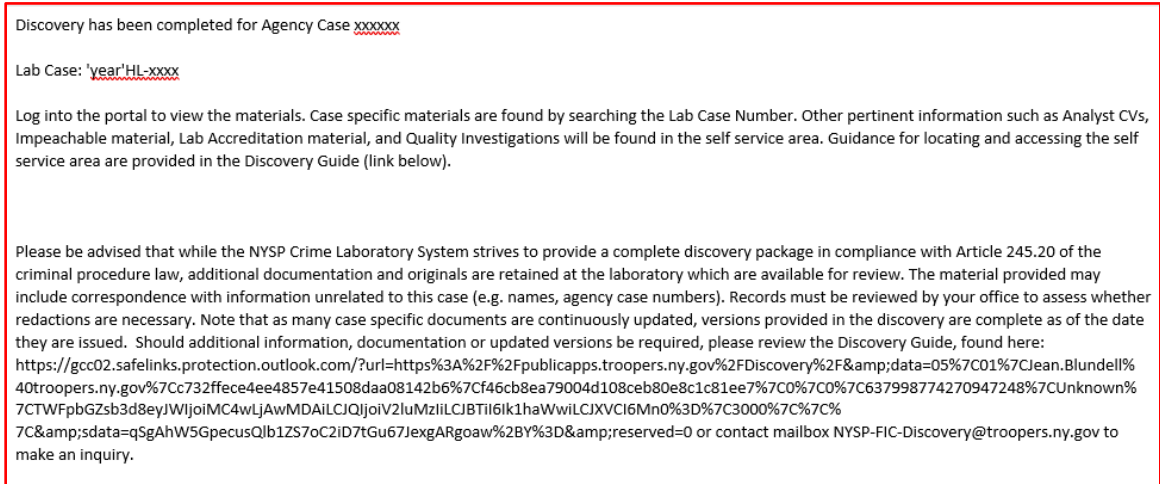 Discovery has been completed for Agency Case xxxxxx
Lab Case: 'year'HL-xxxx
Log into the portal to view the materials. Case specific materials are found by searching the Lab Case Number. Other pertinent information such as Analyst CVs,
Impeachable material, Lab Accreditation material, and Quality Investigations will be found in the self service area. Guidance for locating and accessing the self
service area are provided in the Discovery Guide (link below).
Please be advised that while the NYSP Crime Laboratory System strives to provide a complete discovery package in compliance with Article 245.20 of the
criminal procedure law, additional documentation and originals are retained at the laboratory which are available for review. The material provided may
include correspondence with information unrelated to this case (e.g. names, agency case numbers). Records must be reviewed by your office to assess whether
redactions are necessary. Note that as many case specific documents are continuously updated, versions provided in the discovery are complete as of the date
they are issued.  Should additional information, documentation or updated versions be required, please review the Discovery Guide, found here:
https://gcc02.safelinks.protection.outlook.com/?url=https%3A%2F%2Fpublicapps.troopers.ny.gov%2FDiscovery%2F&amp;data=05%7C01%7CJean.Blundell%
40troopers.ny.gov%7Cc732ffece4ee4857e41508daa08142b6%7Cf46cb8ea79004d108ceb80e8c1c81ee7%7C0%7C0%7C637998774270947248%7CUnknown%
7CTWFpbGZsb3d8eyJWIjoiMC4wLjAwMDAiLCJQIjoiV2luMzIiLCJBTiI6Ik1haWwiLCJXVCI6Mn0%3D%7C3000%7C%7C%
7C&amp;sdata=qSgAhW5GpecusQlb1ZS7oC2iD7tGu67JexgARgoaw%2BY%3D&amp;reserved=0 or contact mailbox NYSP-FIC-Discovery@troopers.ny.gov to
make an inquiry.